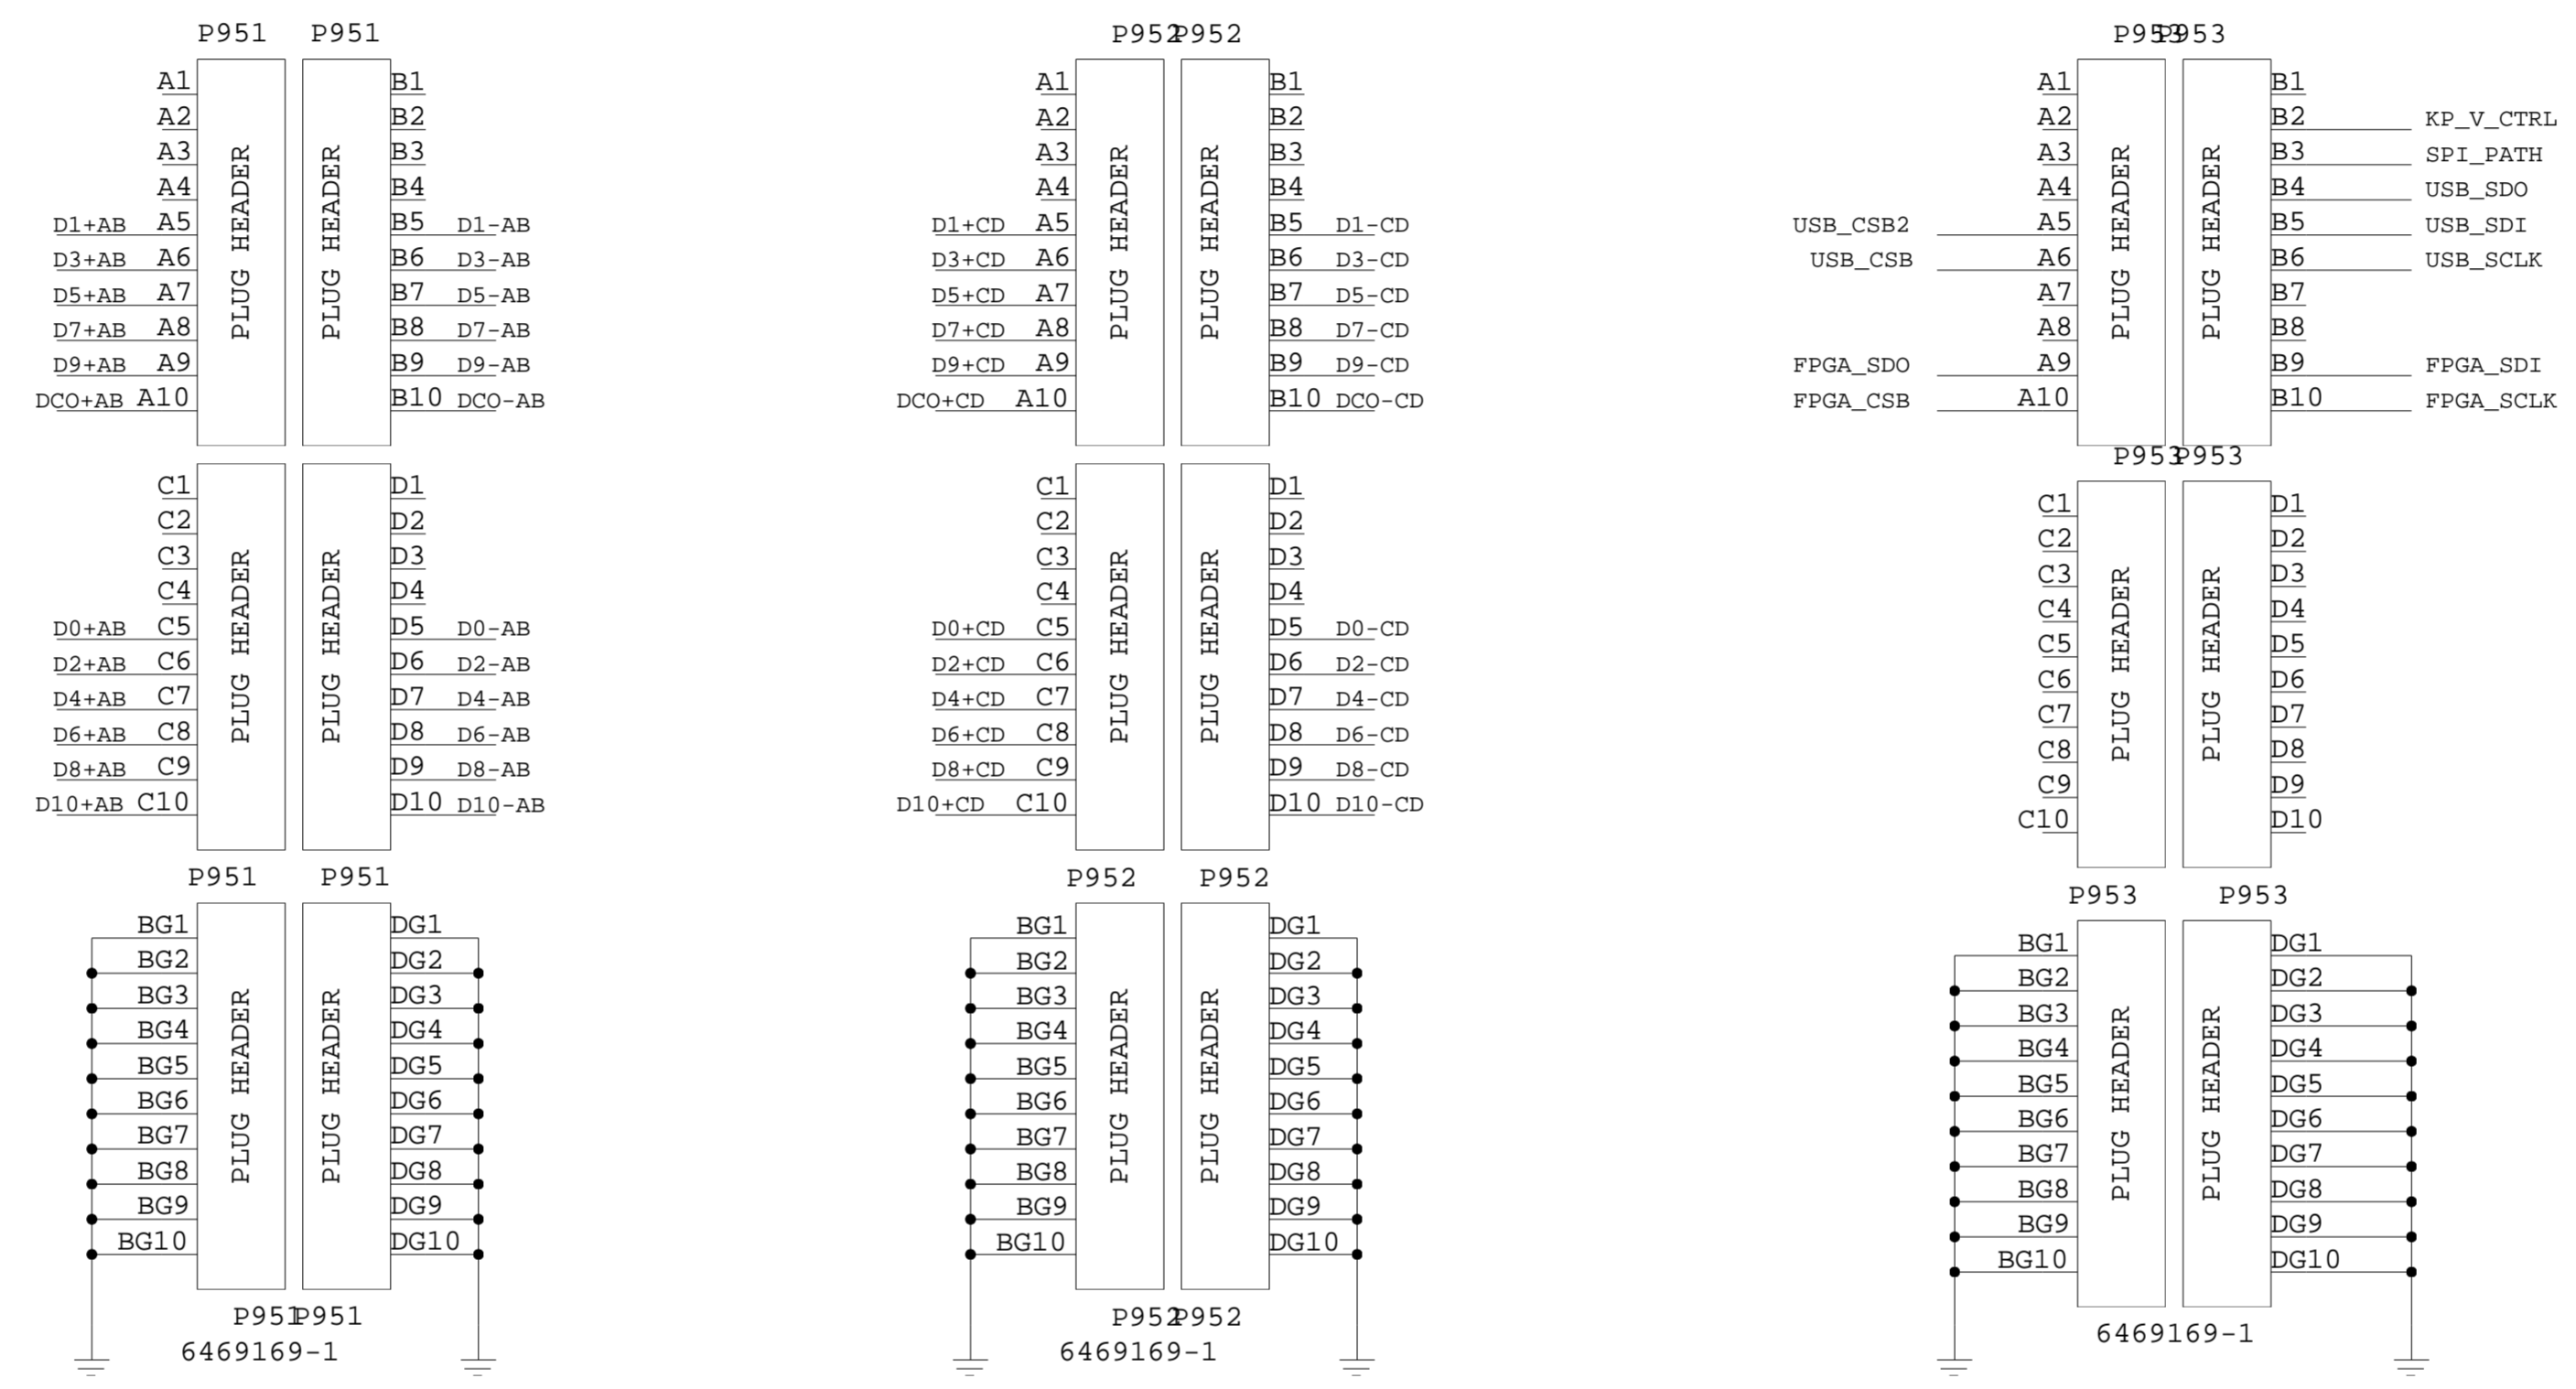 P951 P951
A1 B1
A2 B2
A3 B3
A4 B4
D1+AB A5 B5 D1-AB
D3+AB A6 B6 D3-AB
D5+AB A7 B7 D5-AB
D7+AB A8 B8 D7-AB
D9+AB A9 B9 D9-AB
DCO+AB A10 B10 DCO-AB
PLUG HEADER
PLUG HEADER
C1 D1
C2 D2
C3 D3
C4 D4
D0+AB C5 D5 D0-AB
D2+AB C6 D6 D2-AB
D4+AB C7 D7 D4-AB
D6+AB C8 D8 D6-AB
D8+AB C9 D9 D8-AB
D10+AB C10 D10 D10-AB
PLUG HEADER
PLUG HEADER
P951 P951
BG1 DG1
BG2 DG2
BG3 DG3
BG4 DG4
BG5 DG5
BG6 DG6
BG7 DG7
BG8 DG8
BG9 DG9
BG10 DG10
PLUG HEADER
PLUG HEADER
P951 P951
6469169-1
P952 P952
A1 B1
A2 B2
A3 B3
A4 B4
D1+CD A5 B5 D1-CD
D3+CD A6 B6 D3-CD
D5+CD A7 B7 D5-CD
D7+CD A8 B8 D7-CD
D9+CD A9 B9 D9-CD
DCO+CD A10 B10 DCO-CD
PLUG HEADER
PLUG HEADER
C1 D1
C2 D2
C3 D3
C4 D4
D0+CD C5 D5 D0-CD
D2+CD C6 D6 D2-CD
D4+CD C7 D7 D4-CD
D6+CD C8 D8 D6-CD
D8+CD C9 D9 D8-CD
D10+CD C10 D10 D10-CD
PLUG HEADER
PLUG HEADER
P952 P952
BG1 DG1
BG2 DG2
BG3 DG3
BG4 DG4
BG5 DG5
BG6 DG6
BG7 DG7
BG8 DG8
BG9 DG9
BG10 DG10
PLUG HEADER
PLUG HEADER
P952 P952
6469169-1
P953 P953
A1 B1
A2 B2 KP_V_CTRL
A3 B3 SPI_PATH
A4 B4 USB_SDO
USB_CSB2 A5 B5 USB_SDI
USB_CSB A6 B6 USB_SCLK
A7 B7
A8 B8
FPGA_SDO A9 B9 FPGA_SDI
FPGA_CSB A10 B10 FPGA_SCLK
PLUG HEADER
PLUG HEADER
P953 P953
C1 D1
C2 D2
C3 D3
C4 D4
C5 D5
C6 D6
C7 D7
C8 D8
C9 D9
C10 D10
PLUG HEADER
PLUG HEADER
P953 P953
BG1 DG1
BG2 DG2
BG3 DG3
BG4 DG4
BG5 DG5
BG6 DG6
BG7 DG7
BG8 DG8
BG9 DG9
BG10 DG10
PLUG HEADER
PLUG HEADER
6469169-1